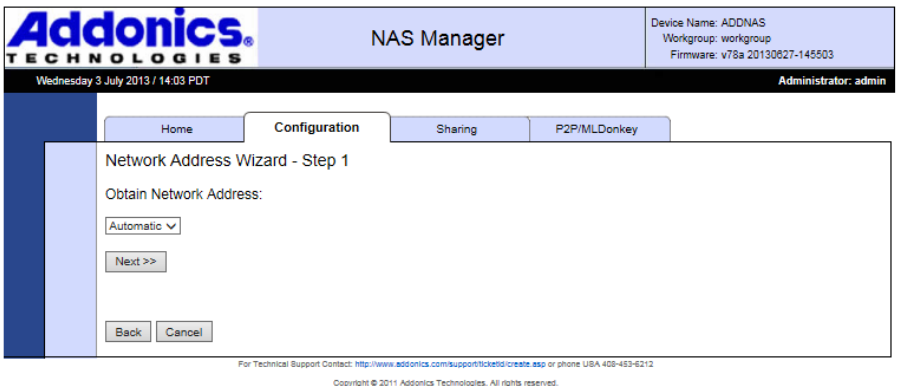 Addonics®
TECHNOLOGIES
NAS Manager
Device Name: ADDNAS
Workgroup: workgroup
Firmware: v78a 20130627-145503
Wednesday 3 July 2013 / 14:03 PDT
Administrator: admin
Home
Configuration
Sharing
P2P/MLDonkey
Network Address Wizard - Step 1
Obtain Network Address:
Automatic
Next >>
Back
Cancel
For Technical Support Contact: http://www.addonics.com/support/ticketid/create.asp or phone USA 408-453-6212
Copyright © 2011 Addonics Technologies. All rights reserved.